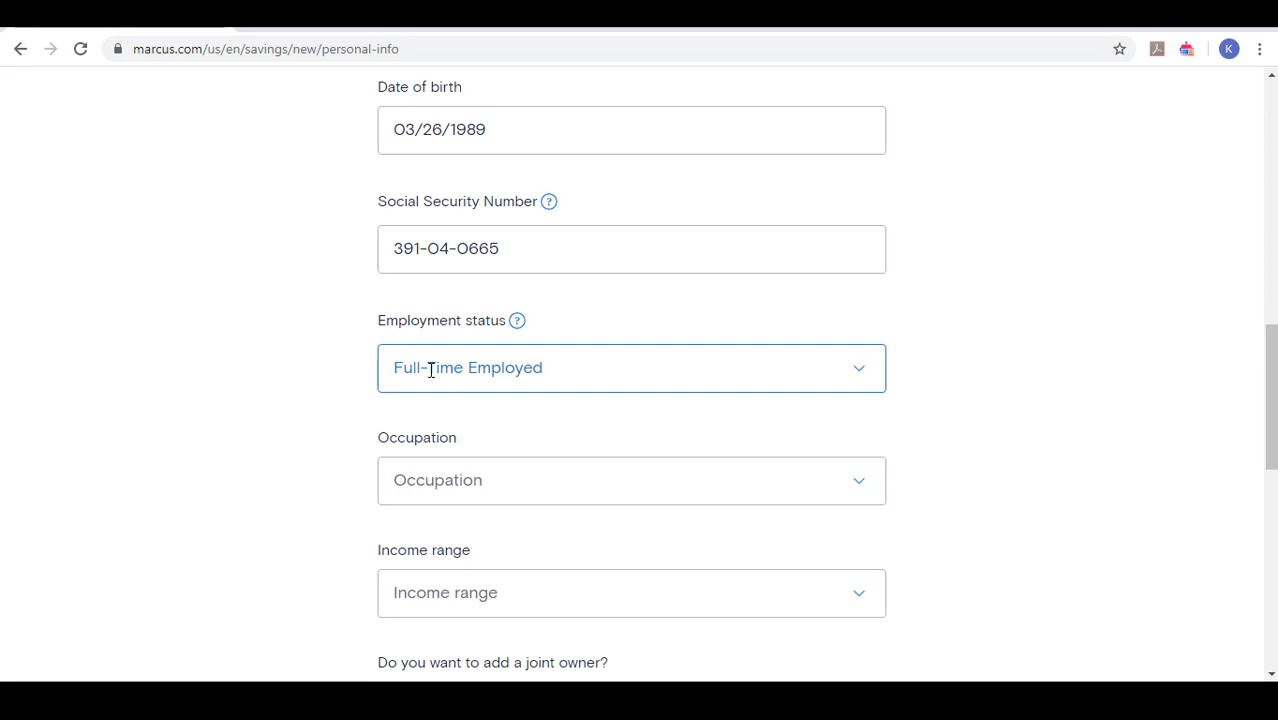 marcus.com/us/en/savings/new/personal-info
K
Date of birth
03/26/1989
Social Security Number ?
391-04-0665
Employment status ?
Full-Time Employed
Occupation
Occupation
Income range
Income range
Do you want to add a joint owner?